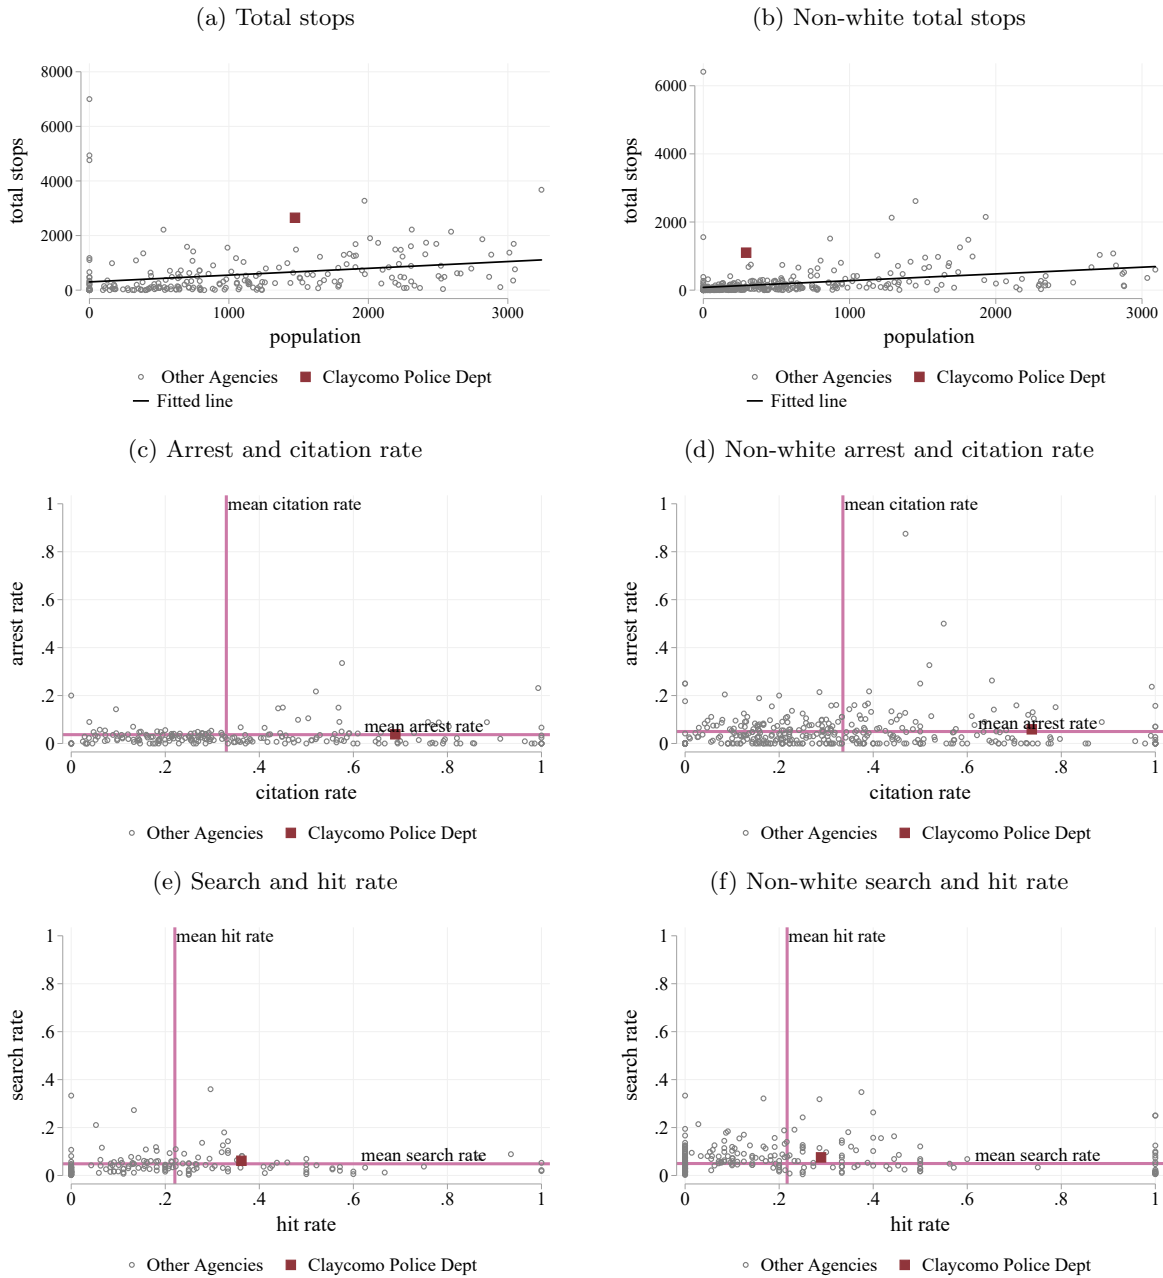 (a) Total stops
(b) Non-white total stops
total stops
8000
6000
4000
2000
0
0 1000 2000 3000
population
Other Agencies Claycomo Police Dept
Fitted line
total stops
6000
4000
2000
0
0 1000 2000 3000
population
Other Agencies Claycomo Police Dept
Fitted line
(c) Arrest and citation rate
(d) Non-white arrest and citation rate
arrest rate
1
.8
.6
.4
.2
0
mean citation rate
mean arrest rate
0 .2 .4 .6 .8 1
citation rate
Other Agencies Claycomo Police Dept
arrest rate
1
.8
.6
.4
.2
0
mean citation rate
mean arrest rate
0 .2 .4 .6 .8 1
citation rate
Other Agencies Claycomo Police Dept
(e) Search and hit rate
(f) Non-white search and hit rate
search rate
1
.8
.6
.4
.2
0
mean hit rate
mean search rate
0 .2 .4 .6 .8 1
hit rate
Other Agencies Claycomo Police Dept
search rate
1
.8
.6
.4
.2
0
mean hit rate
mean search rate
0 .2 .4 .6 .8 1
hit rate
Other Agencies Claycomo Police Dept